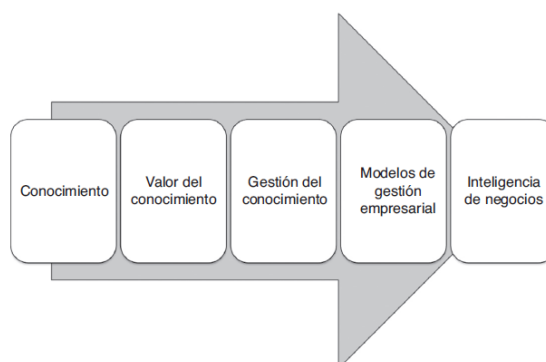 Conocimiento
Valor del
conocimiento
Gestión del
conocimiento
Modelos de
gestión
empresarial
Inteligencia
de negocios